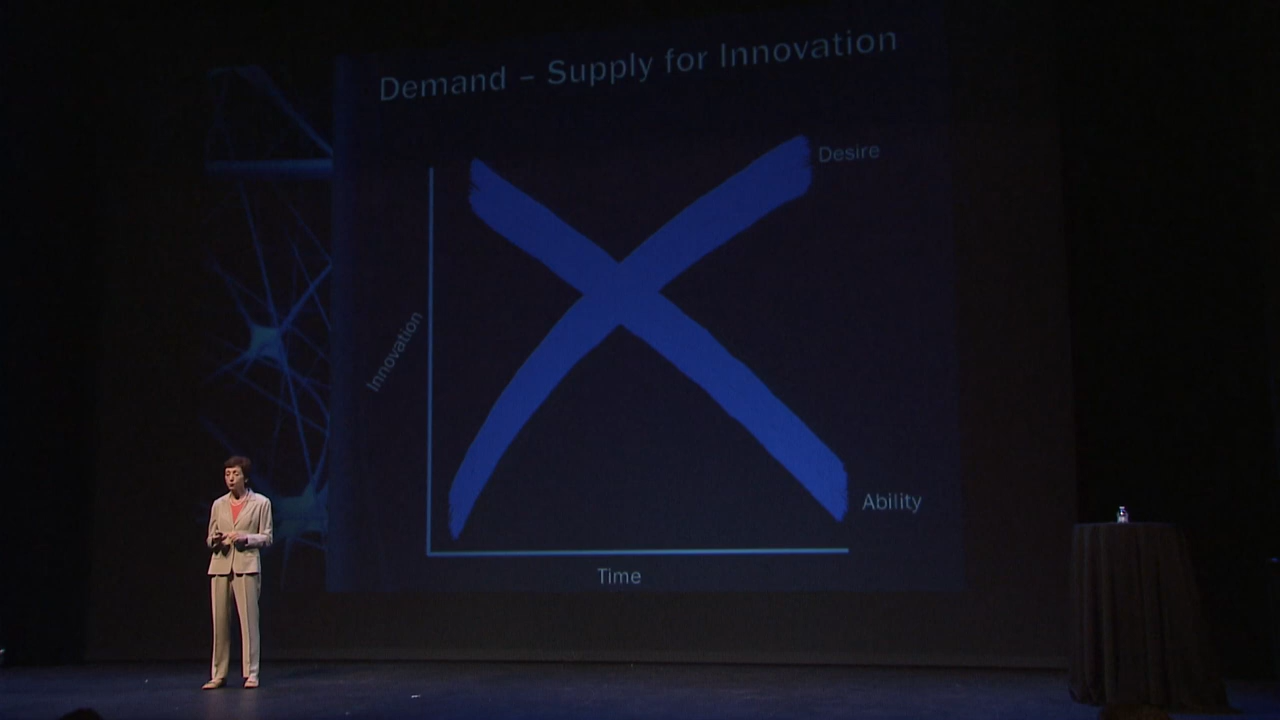 Demand – Supply for Innovation
Desire
Innovation
Ability
Time